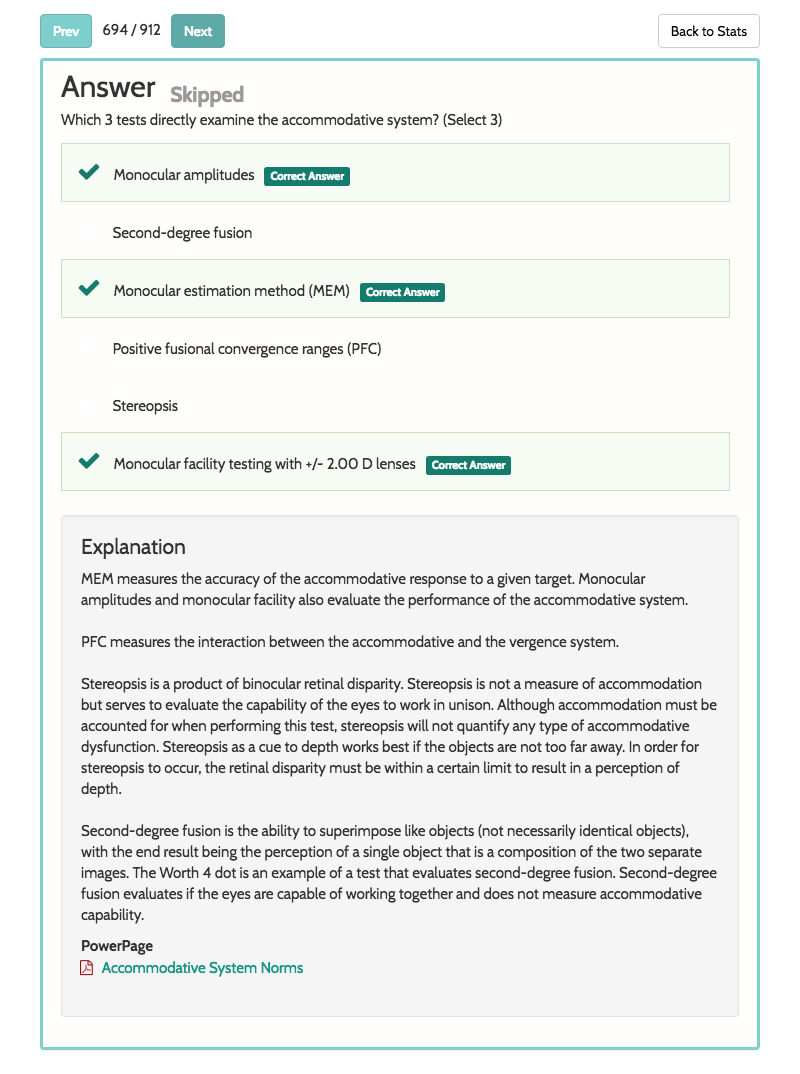 Prev 694 / 912 Next Back to Stats
Answer Skipped
Which 3 tests directly examine the accommodative system? (Select 3)
Monocular amplitudes Correct Answer
Second-degree fusion
Monocular estimation method (MEM) Correct Answer
Positive fusional convergence ranges (PFC)
Stereopsis
Monocular facility testing with +/- 2.00 D lenses Correct Answer
Explanation
MEM measures the accuracy of the accommodative response to a given target. Monocular
amplitudes and monocular facility also evaluate the performance of the accommodative system.
PFC measures the interaction between the accommodative and the vergence system.
Stereopsis is a product of binocular retinal disparity. Stereopsis is not a measure of accommodation
but serves to evaluate the capability of the eyes to work in unison. Although accommodation must be
accounted for when performing this test, stereopsis will not quantify any type of accommodative
dysfunction. Stereopsis as a cue to depth works best if the objects are not too far away. In order for
stereopsis to occur, the retinal disparity must be within a certain limit to result in a perception of
depth.
Second-degree fusion is the ability to superimpose like objects (not necessarily identical objects),
with the end result being the perception of a single object that is a composition of the two separate
images. The Worth 4 dot is an example of a test that evaluates second-degree fusion. Second-degree
fusion evaluates if the eyes are capable of working together and does not measure accommodative
capability.
PowerPage
Accommodative System Norms